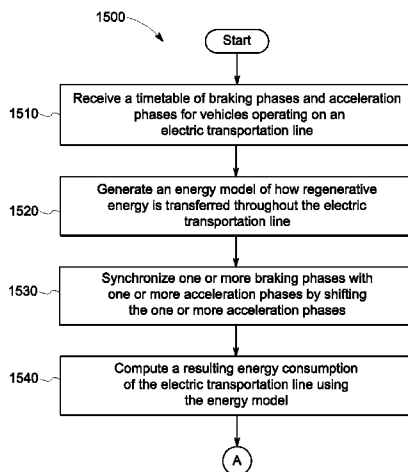 1500
Start
1510
Receive a timetable of braking phases and acceleration
phases for vehicles operating on an
electric transportation line
1520
Generate an energy model of how regenerative
energy is transferred throughout the electric
transportation line
1530
Synchronize one or more braking phases with
one or more acceleration phases by shifting
the one or more acceleration phases
1540
Compute a resulting energy consumption
of the electric transportation line using
the energy model
A